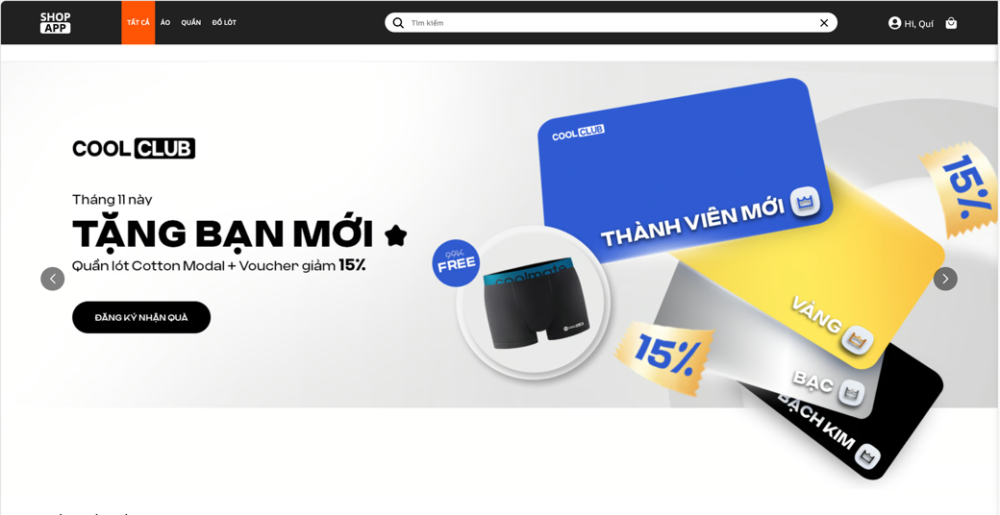 SHOP
APP
TẤT CẢ
ÁO
QUẦN
ĐỒ LÓT
Tìm kiếm
Hi, Quí
COOL CLUB
Tháng 11 này
TẶNG BẠN MỚI
Quần lót Cotton Modal + Voucher giảm 15%
ĐĂNG KÝ NHẬN QUÀ
COOL CLUB
THÀNH VIÊN MỚI
15%
99K
FREE
coolmate
VÀNG
15%
BẠC
BẠCH KIM